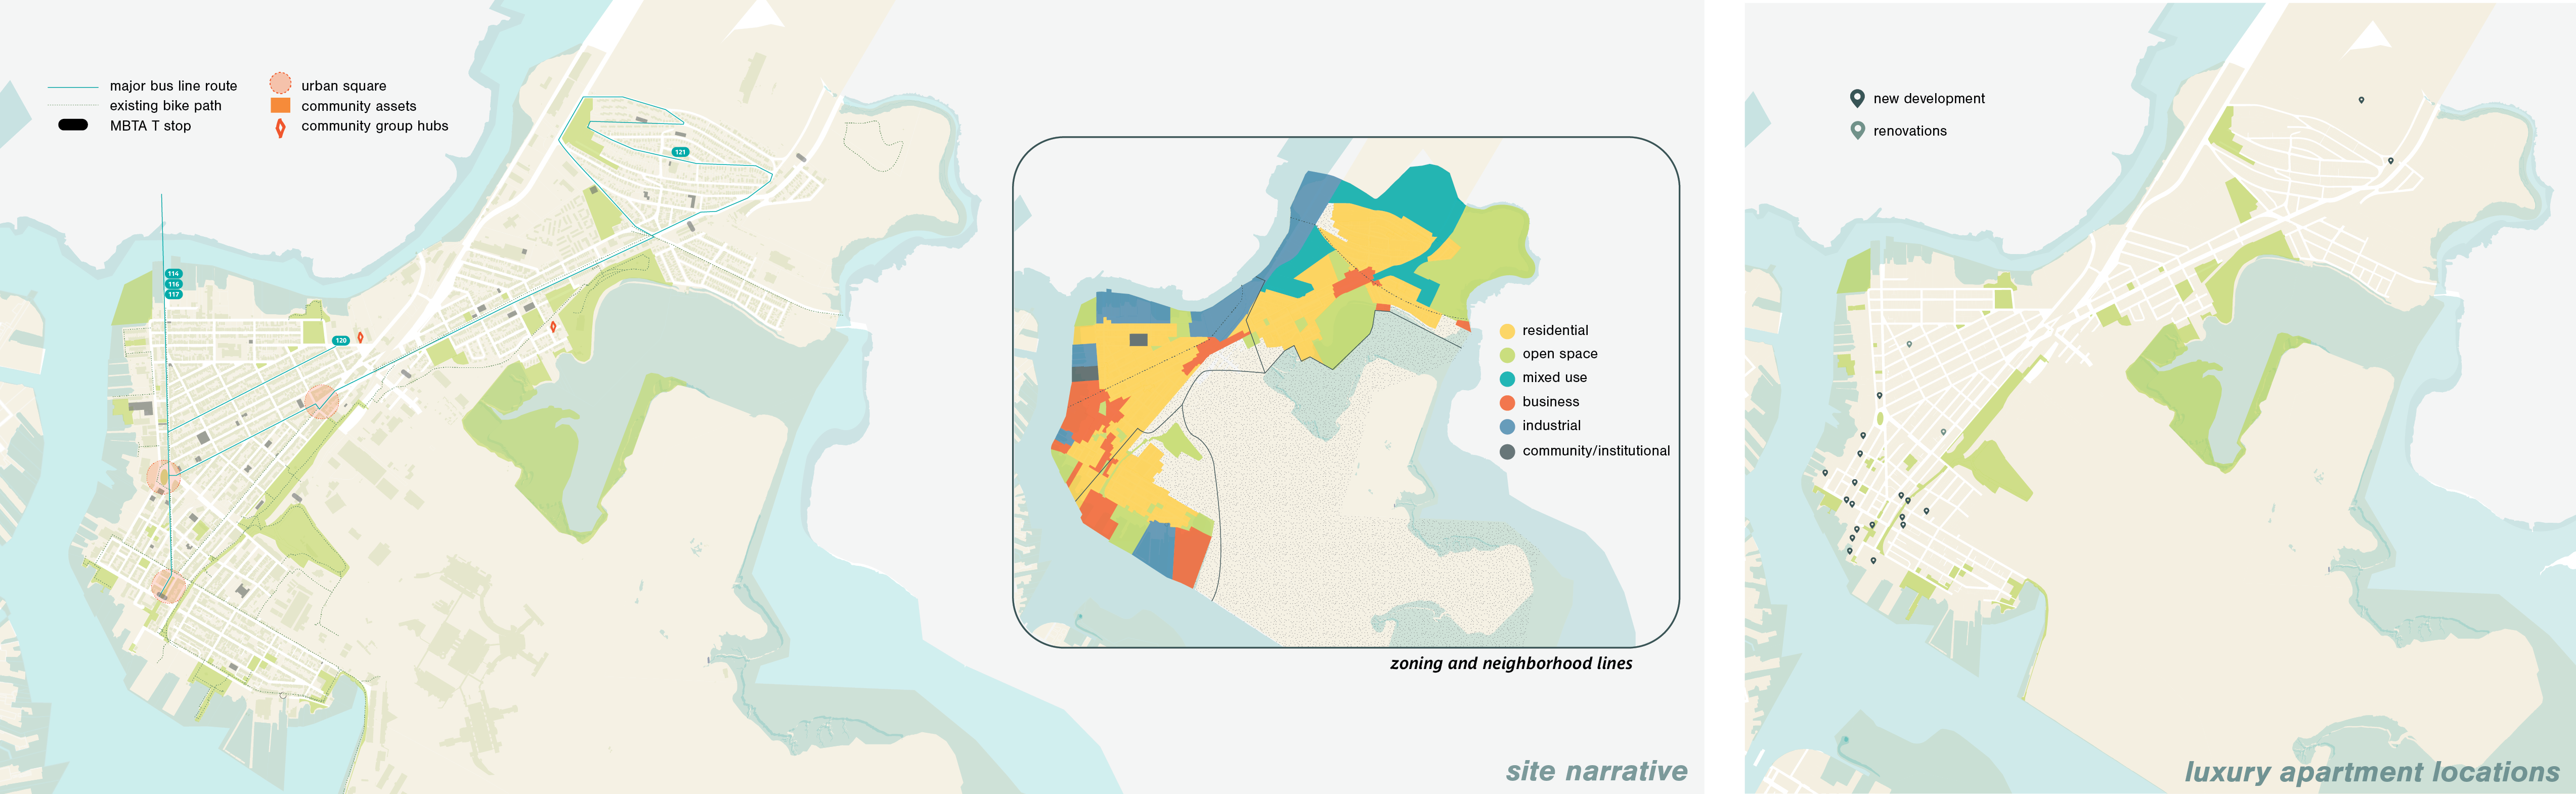 major bus line route
existing bike path
MBTA T stop
urban square
community assets
community group hubs
121
114
116
117
120
residential
open space
mixed use
business
industrial
community/institutional
zoning and neighborhood lines
site narrative
new development
renovations
luxury apartment locations